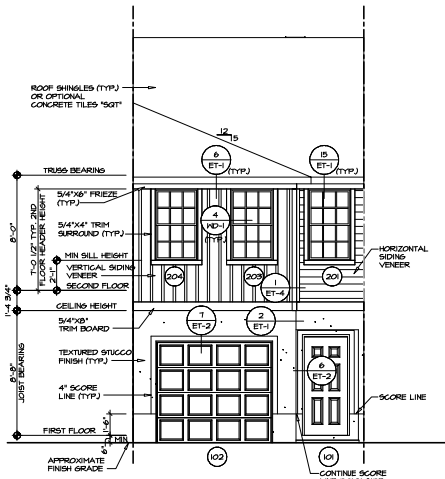 ROOF SHINGLES (TYP.)
OR OPTIONAL
CONCRETE TILES "SQT"
12
5
6
ET-1
(TYP.)
15
ET-1
(TYP.)
TRUSS BEARING
5/4"X6" FRIEZE
(TYP.)
4
WD-1
(TYP.)
5/4"X4" TRIM
SURROUND (TYP.)
8'-0"
7'-0 1/2" TYP. 2ND
FLOOR HEADER HEIGHT
MIN SILL HEIGHT
VERTICAL SIDING
VENEER
2'-1"
SECOND FLOOR
204
203
201
HORIZONTAL
SIDING
VENEER
1
ET-4
1'-4 3/4"
CEILING HEIGHT
5/4"X8"
TRIM BOARD
7
ET-2
2
ET-1
TEXTURED STUCCO
FINISH (TYP.)
6
ET-2
8'-8"
JOIST BEARING
4" SCORE
LINE (TYP.)
SCORE LINE
1'-6"
FIRST FLOOR
6"
MIN
APPROXIMATE
FINISH GRADE
102
101
CONTINUE SCORE